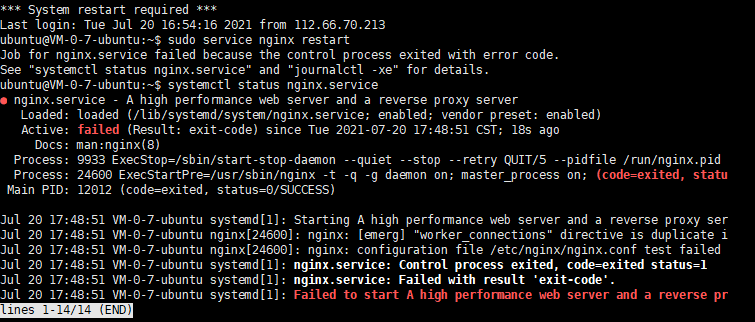 *** System restart required ***
Last login: Tue Jul 20 16:54:16 2021 from 112.66.70.213
ubuntu@VM-0-7-ubuntu:~$ sudo service nginx restart
Job for nginx.service failed because the control process exited with error code.
See "systemctl status nginx.service" and "journalctl -xe" for details.
ubuntu@VM-0-7-ubuntu:~$ systemctl status nginx.service
● nginx.service - A high performance web server and a reverse proxy server
Loaded: loaded (/lib/systemd/system/nginx.service; enabled; vendor preset: enabled)
Active: failed (Result: exit-code) since Tue 2021-07-20 17:48:51 CST; 18s ago
Docs: man:nginx(8)
Process: 9933 ExecStop=/sbin/start-stop-daemon --quiet --stop --retry QUIT/5 --pidfile /run/nginx.pid
Process: 24600 ExecStartPre=/usr/sbin/nginx -t -q -g daemon on; master_process on; (code=exited, statu
Main PID: 12012 (code=exited, status=0/SUCCESS)
Jul 20 17:48:51 VM-0-7-ubuntu systemd[1]: Starting A high performance web server and a reverse proxy ser
Jul 20 17:48:51 VM-0-7-ubuntu nginx[24600]: nginx: [emerg] "worker_connections" directive is duplicate i
Jul 20 17:48:51 VM-0-7-ubuntu nginx[24600]: nginx: configuration file /etc/nginx/nginx.conf test failed
Jul 20 17:48:51 VM-0-7-ubuntu systemd[1]: nginx.service: Control process exited, code=exited status=1
Jul 20 17:48:51 VM-0-7-ubuntu systemd[1]: nginx.service: Failed with result 'exit-code'.
Jul 20 17:48:51 VM-0-7-ubuntu systemd[1]: Failed to start A high performance web server and a reverse pr
lines 1-14/14 (END)